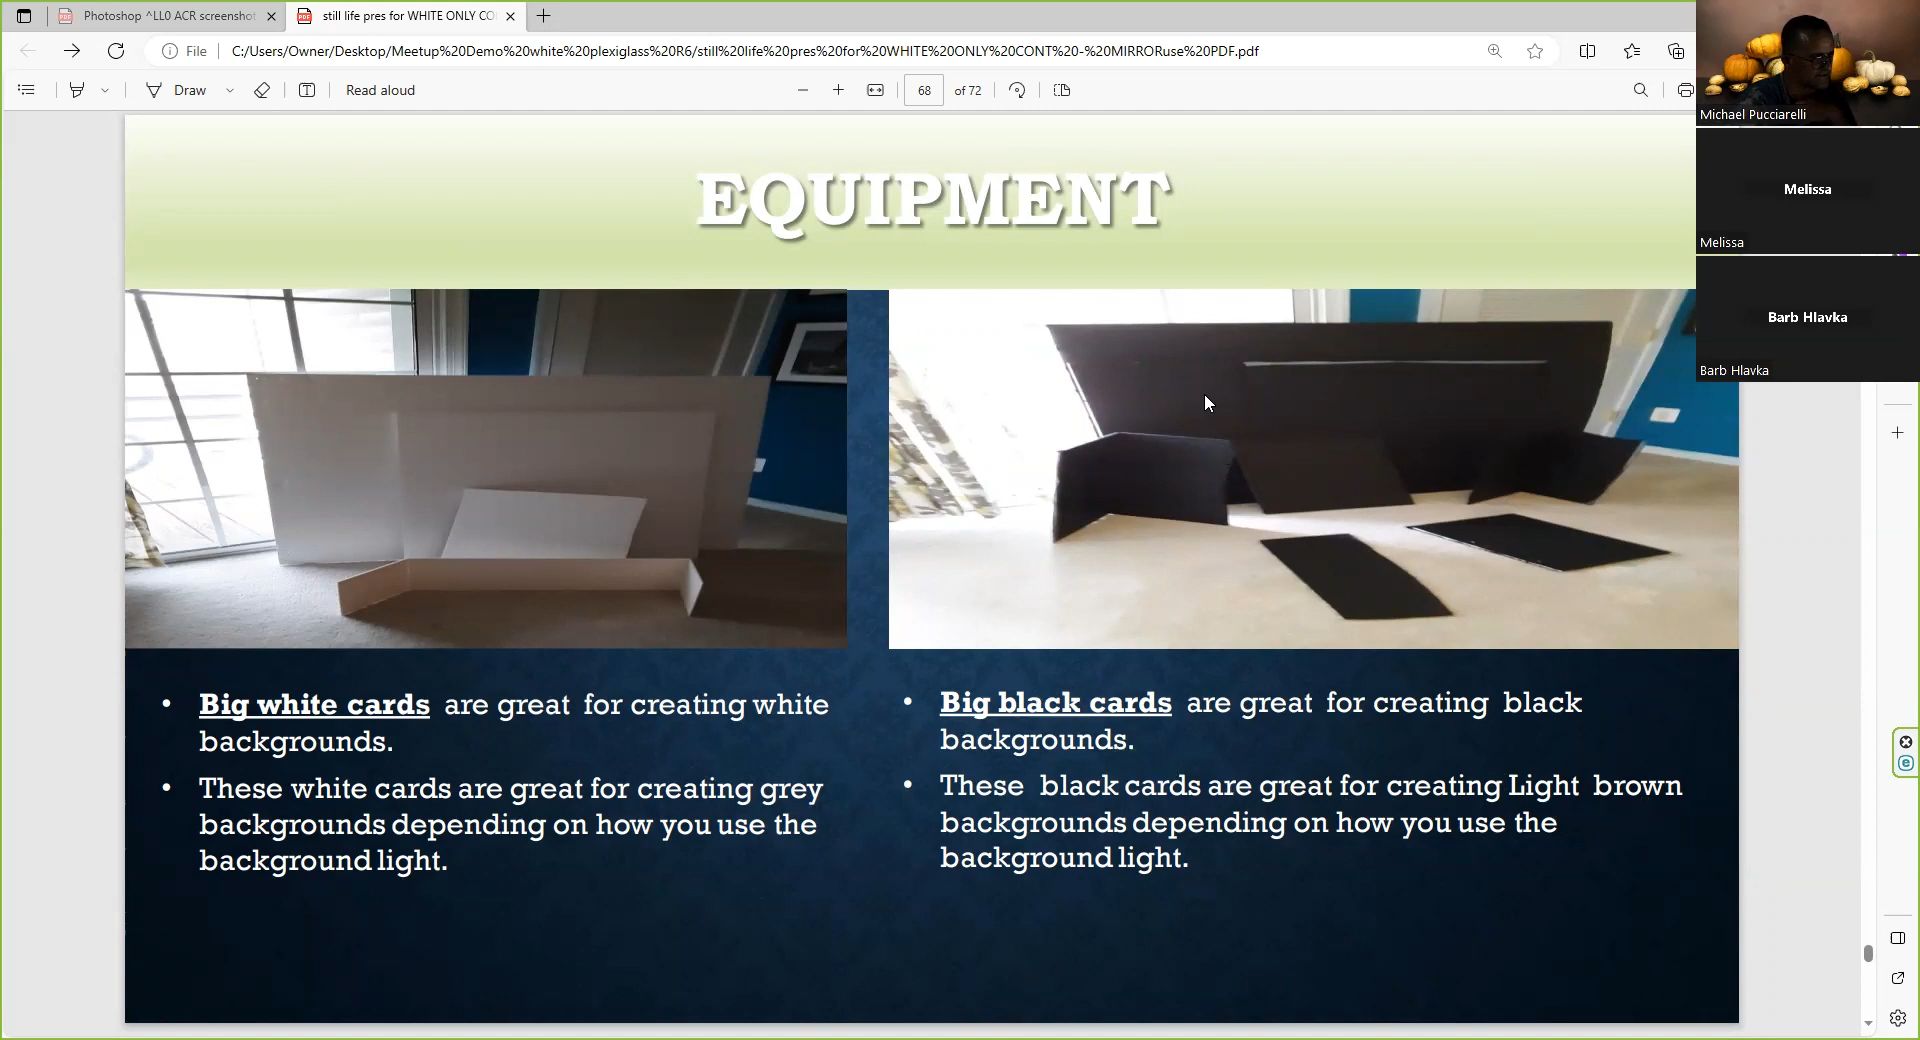 Photoshop ^LL0 ACR screenshot
still life pres for WHITE ONLY CO
File
C:/Users/Owner/Desktop/Meetup%20Demo%20white%20plexiglass%20R6/still%20life%20pres%20for%20WHITE%20ONLY%20CONT%20-%20MIRRORuse%20PDF.pdf
Draw
Read aloud
68
of 72
Michael Pucciarelli
Melissa
Melissa
Barb Hlavka
Barb Hlavka
EQUIPMENT
• Big white cards are great for creating white
backgrounds.
• These white cards are great for creating grey
backgrounds depending on how you use the
background light.
• Big black cards are great for creating black
backgrounds.
• These black cards are great for creating Light brown
backgrounds depending on how you use the
background light.